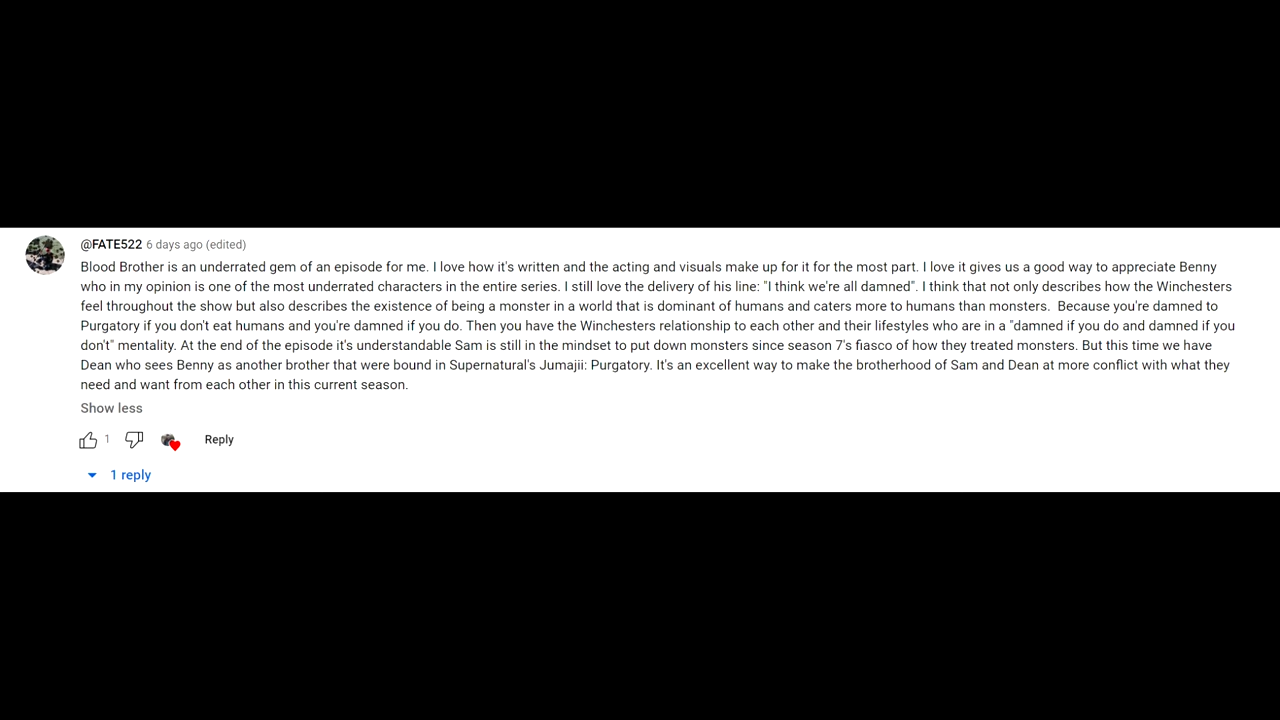 @FATE522 6 days ago (edited)
Blood Brother is an underrated gem of an episode for me. I love how it's written and the acting and visuals make up for it for the most part. I love it gives us a good way to appreciate Benny
who in my opinion is one of the most underrated characters in the entire series. I still love the delivery of his line: "I think we're all damned". I think that not only describes how the Winchesters
feel throughout the show but also describes the existence of being a monster in a world that is dominant of humans and caters more to humans than monsters.  Because you're damned to
Purgatory if you don't eat humans and you're damned if you do. Then you have the Winchesters relationship to each other and their lifestyles who are in a "damned if you do and damned if you
don't" mentality. At the end of the episode it's understandable Sam is still in the mindset to put down monsters since season 7's fiasco of how they treated monsters. But this time we have
Dean who sees Benny as another brother that were bound in Supernatural's Jumajii: Purgatory. It's an excellent way to make the brotherhood of Sam and Dean at more conflict with what they
need and want from each other in this current season.
Show less
1 Reply
1 reply